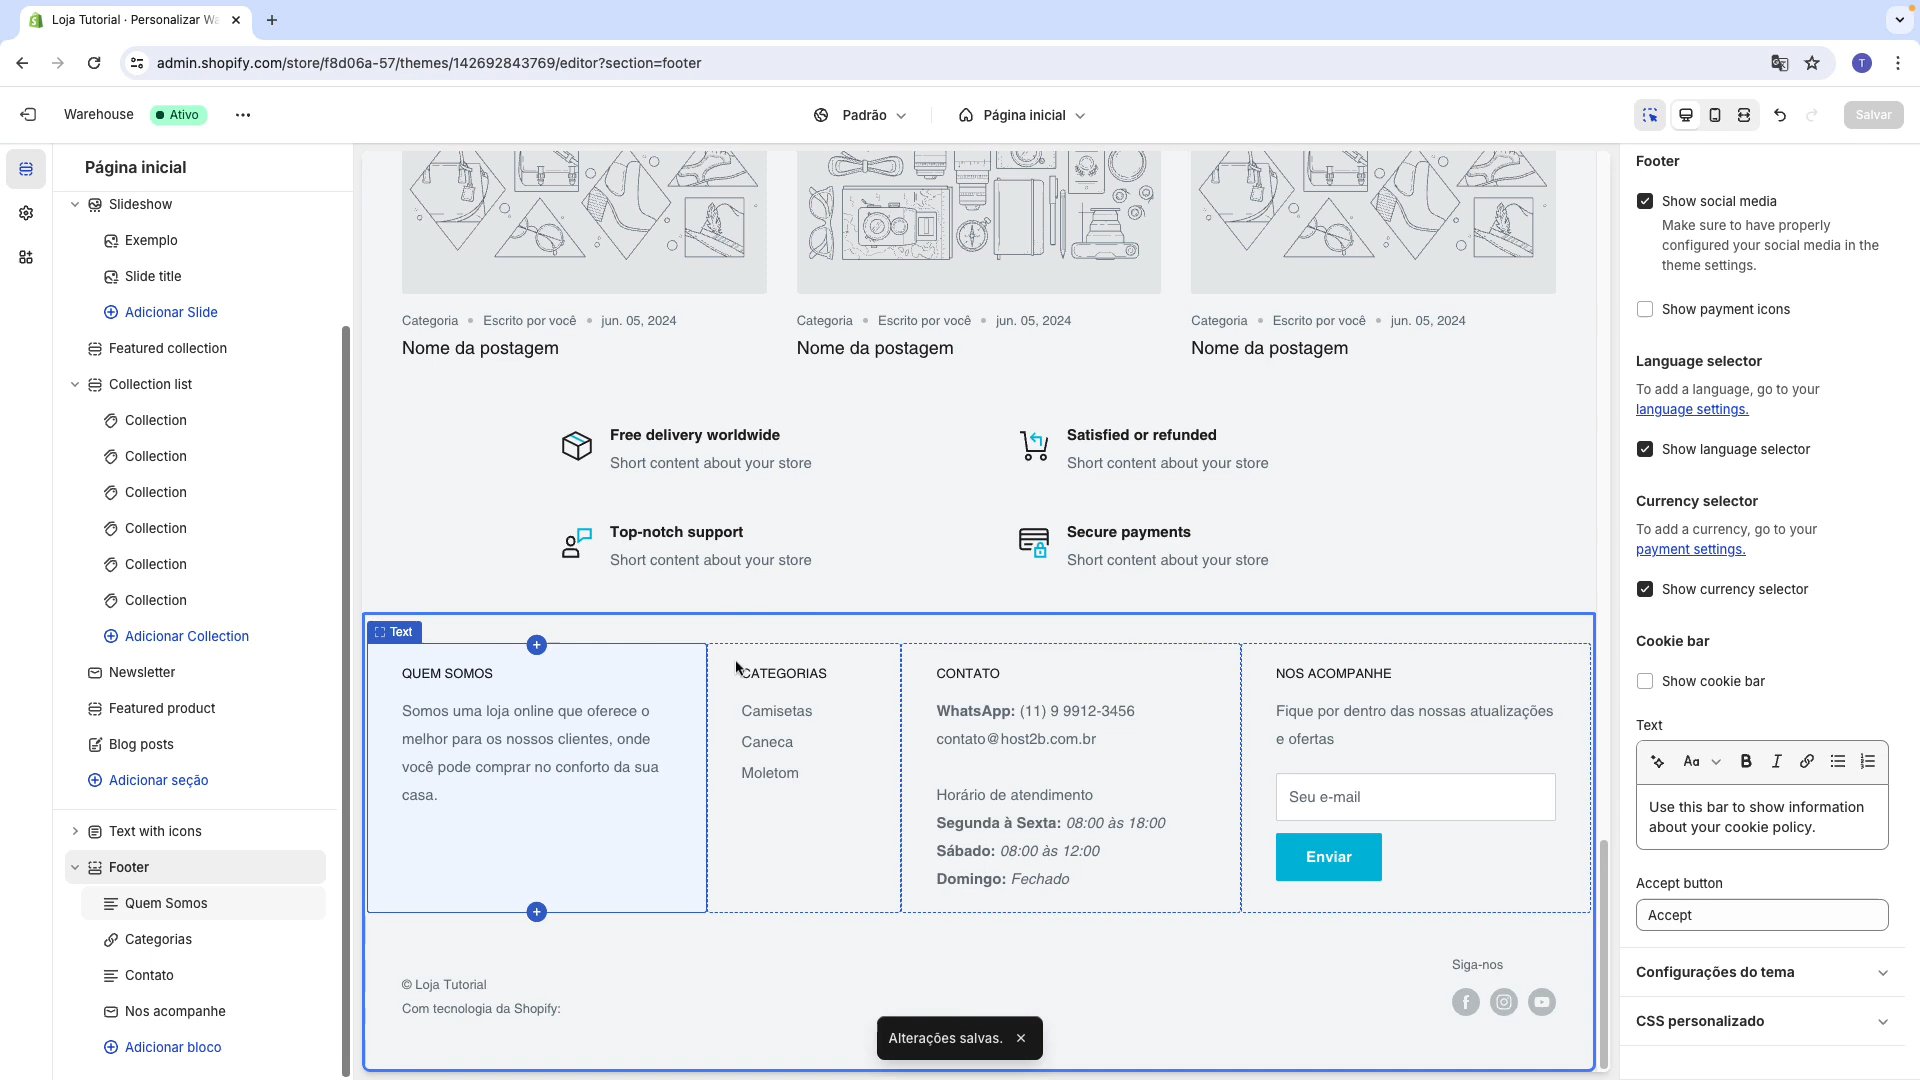 Loja Tutorial · Personalizar Wa
admin.shopify.com/store/f8d06a-57/themes/142692843769/editor?section=footer
T
Warehouse
Ativo
Padrão
Página inicial
Salvar
Página inicial
Slideshow
Exemplo
Slide title
Adicionar Slide
Featured collection
Collection list
Collection
Collection
Collection
Collection
Collection
Collection
Adicionar Collection
Newsletter
Featured product
Blog posts
Adicionar seção
Text with icons
Footer
Quem Somos
Categorias
Contato
Nos acompanhe
Adicionar bloco
Categoria • Escrito por você • jun. 05, 2024
Nome da postagem
Categoria • Escrito por você • jun. 05, 2024
Nome da postagem
Categoria • Escrito por você • jun. 05, 2024
Nome da postagem
Free delivery worldwide
Short content about your store
Satisfied or refunded
Short content about your store
Top-notch support
Short content about your store
Secure payments
Short content about your store
Text
QUEM SOMOS
Somos uma loja online que oferece o
melhor para os nossos clientes, onde
você pode comprar no conforto da sua
casa.
CATEGORIAS
Camisetas
Caneca
Moletom
CONTATO
WhatsApp: (11) 9 9912-3456
contato@host2b.com.br
Horário de atendimento
Segunda à Sexta: 08:00 às 18:00
Sábado: 08:00 às 12:00
Domingo: Fechado
NOS ACOMPANHE
Fique por dentro das nossas atualizações
e ofertas
Seu e-mail
Enviar
© Loja Tutorial
Com tecnologia da Shopify:
Siga-nos
Alterações salvas.
Footer
Show social media
Make sure to have properly
configured your social media in the
theme settings.
Show payment icons
Language selector
To add a language, go to your
language settings.
Show language selector
Currency selector
To add a currency, go to your
payment settings.
Show currency selector
Cookie bar
Show cookie bar
Text
Aa
B
I
Use this bar to show information
about your cookie policy.
Accept button
Accept
Configurações do tema
CSS personalizado